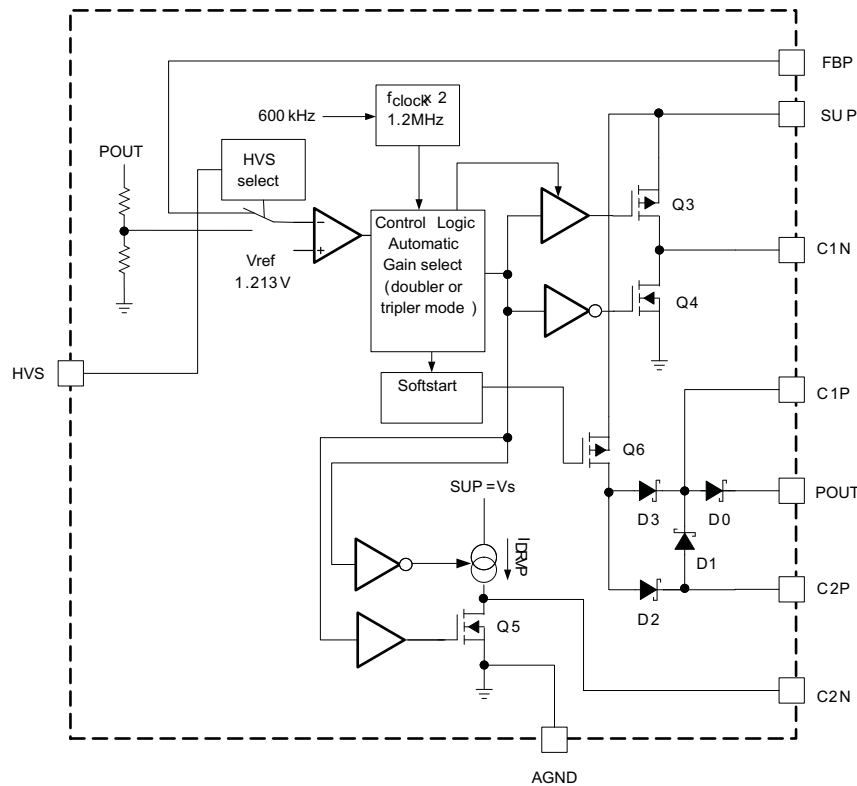 FBP
SUP
f clock x 2
1.2MHz
600 kHz
POUT
HVS
select
Q3
−
+
Control Logic
Automatic
Gain select
(doubler or
tripler mode )
C1N
Vref
1.213V
Q4
HVS
Softstart
C1P
Q6
SUP =Vs
POUT
D3
D0
IDRVP
D1
C2P
D2
Q5
C2N
AGND